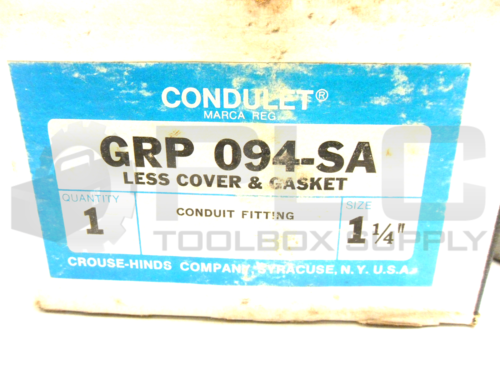 CONDULET®
MARCA REG.
GRP 094-SA
LESS COVER & GASKET
QUANTITY
1
CONDUIT FITTING
SIZE
1 1/4"
CROUSE-HINDS COMPANY, SYRACUSE, N.Y. U.S.A.
PLC
TOOLBOX SUPPLY